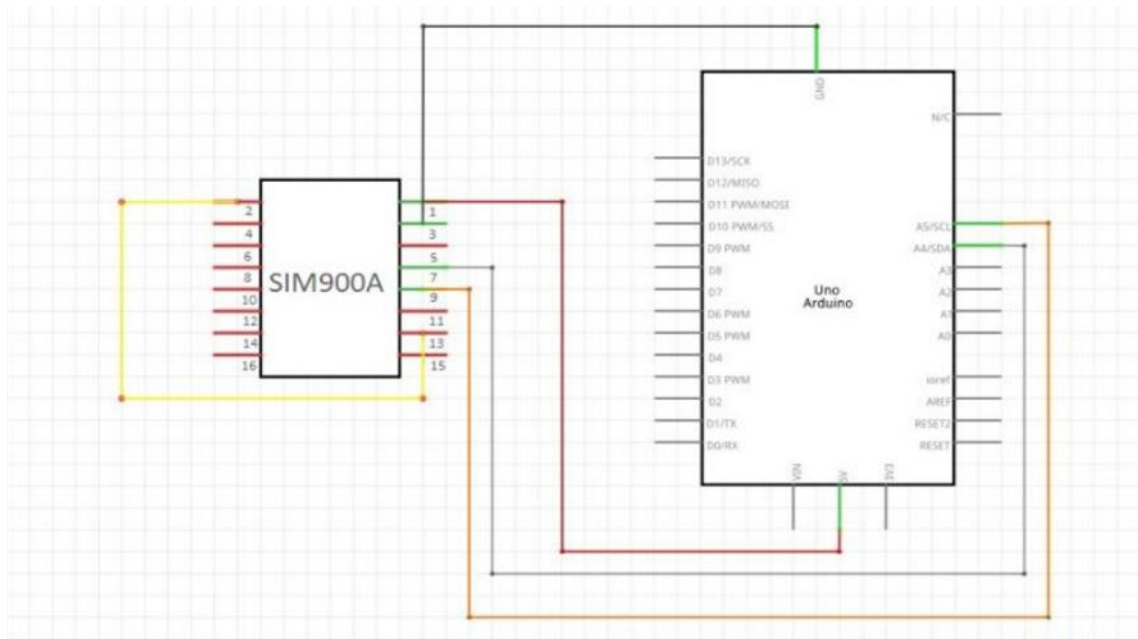 GND
N/C
D13/SCK
D12/MISO
D11 PWM/MOSI
D10 PWM/SS
D9 PWM
D8
D7
D6 PWM
D5 PWM
D4
D3 PWM
D2
D1/TX
D0/RX
A5/SCL
A4/SDA
A3
A2
A1
A0
ioref
AREF
RESET2
RESET
VIN
5V
3V3
Uno
Arduino
SIM900A
2
4
6
8
10
12
14
16
1
3
5
7
9
11
13
15